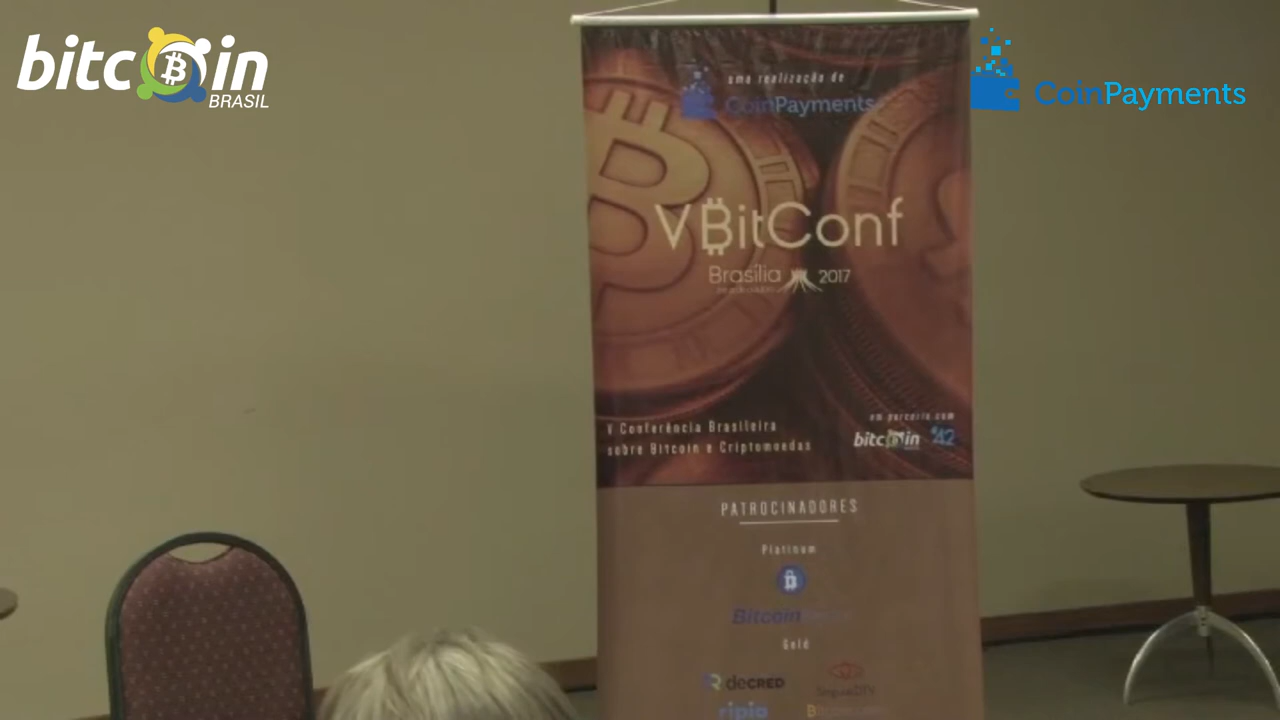 bitcoin
BRASIL
CoinPayments
uma realização de
CoinPayments
V BitConf
Brasília 2017
V Conferência Brasileira
sobre Bitcoin e Criptomoedas
em parceria com
bitcoin 42
PATROCINADORES
Platinum
Bitcoin
Gold
decred
ripio